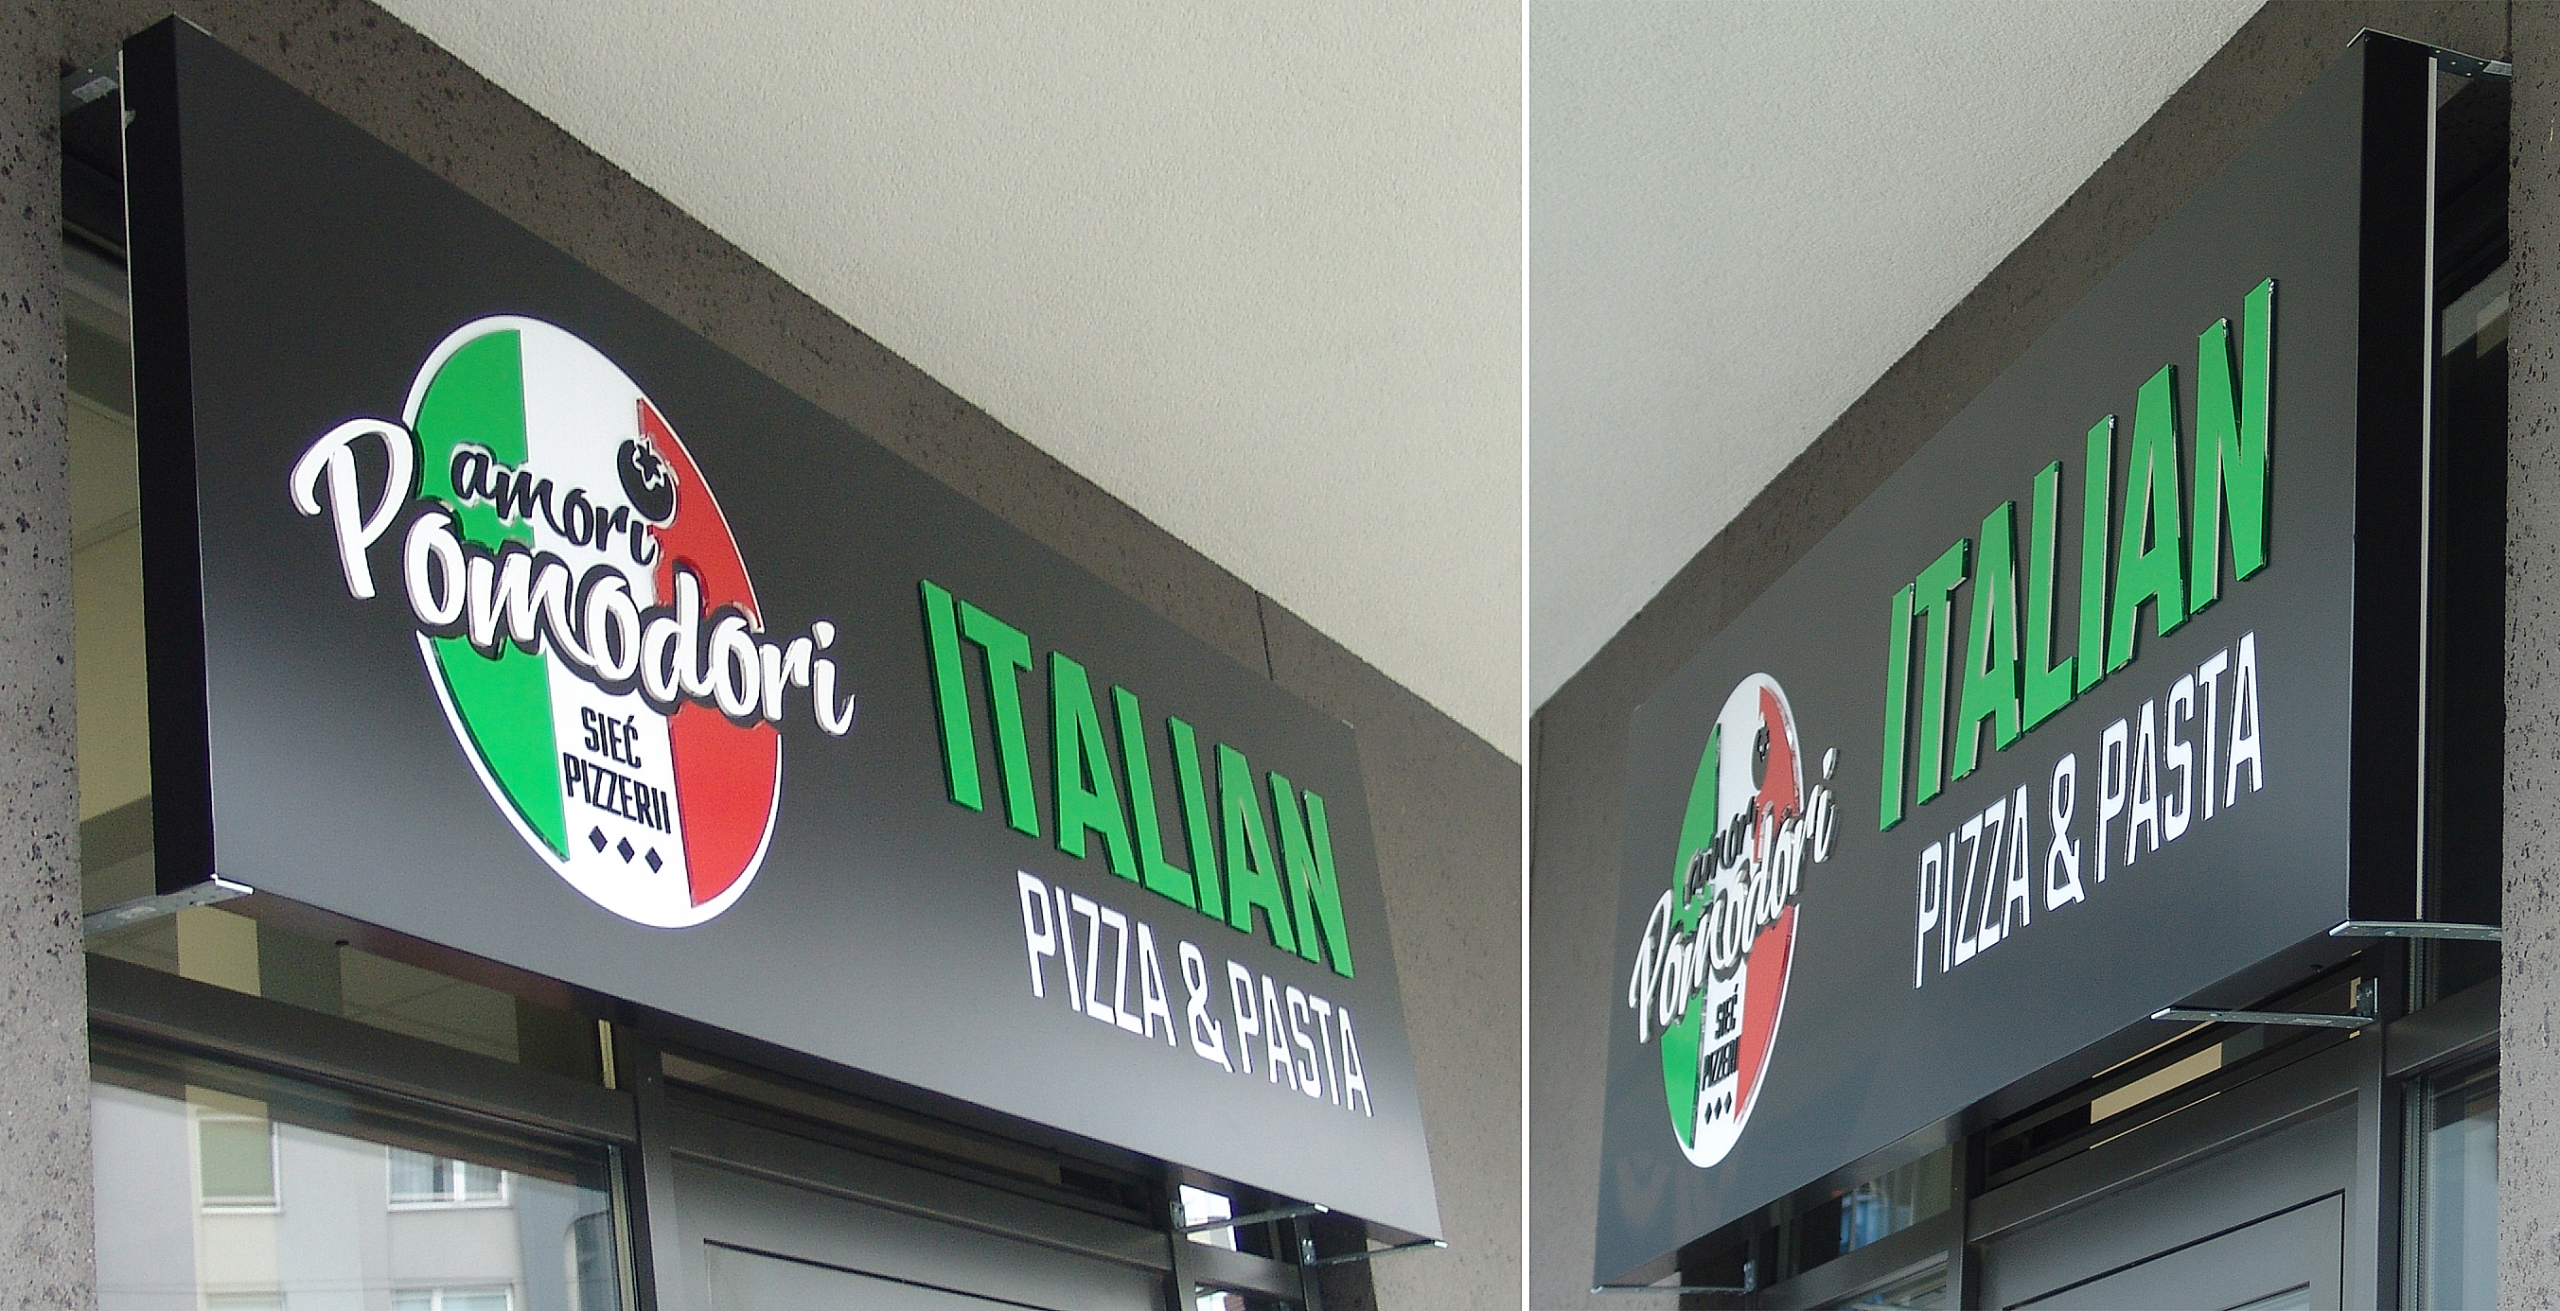 amori
Pomodori
SIEĆ
PIZZERII
ITALIAN
PIZZA & PASTA
amori
Pomodori
SIEĆ
PIZZERII
ITALIAN
PIZZA & PASTA